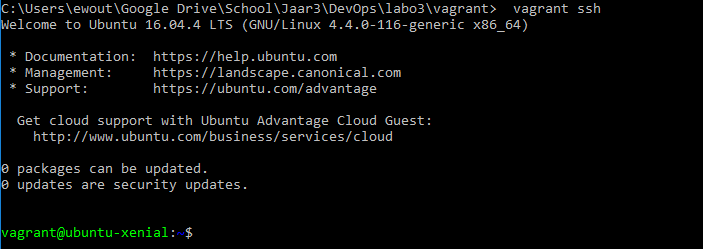 C:\Users\ewout\Google Drive\School\Jaar3\DevOps\labo3\vagrant>  vagrant ssh
Welcome to Ubuntu 16.04.4 LTS (GNU/Linux 4.4.0-116-generic x86_64)
 * Documentation:  https://help.ubuntu.com
 * Management:     https://landscape.canonical.com
 * Support:        https://ubuntu.com/advantage
  Get cloud support with Ubuntu Advantage Cloud Guest:
    http://www.ubuntu.com/business/services/cloud
0 packages can be updated.
0 updates are security updates.
vagrant@ubuntu-xenial:~$